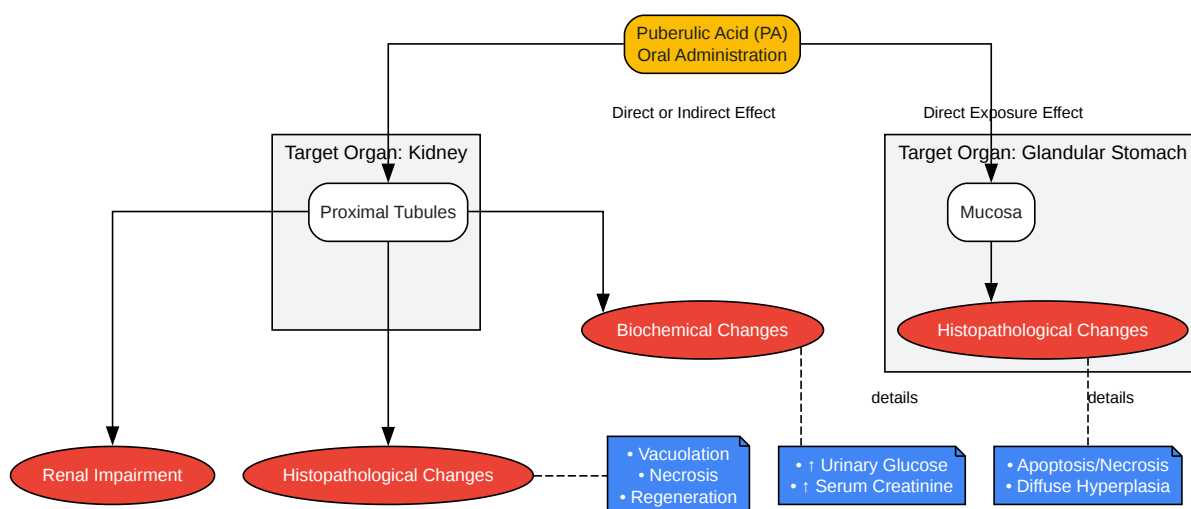 Puberulic Acid (PA)
Oral Administration
Direct or Indirect Effect
Direct Exposure Effect
Target Organ: Kidney
Target Organ: Glandular Stomach
Proximal Tubules
Mucosa
Biochemical Changes
Histopathological Changes
details
details
Renal Impairment
Histopathological Changes
• Vacuolation
• Necrosis
• Regeneration
• ↑ Urinary Glucose
• ↑ Serum Creatinine
• Apoptosis/Necrosis
• Diffuse Hyperplasia